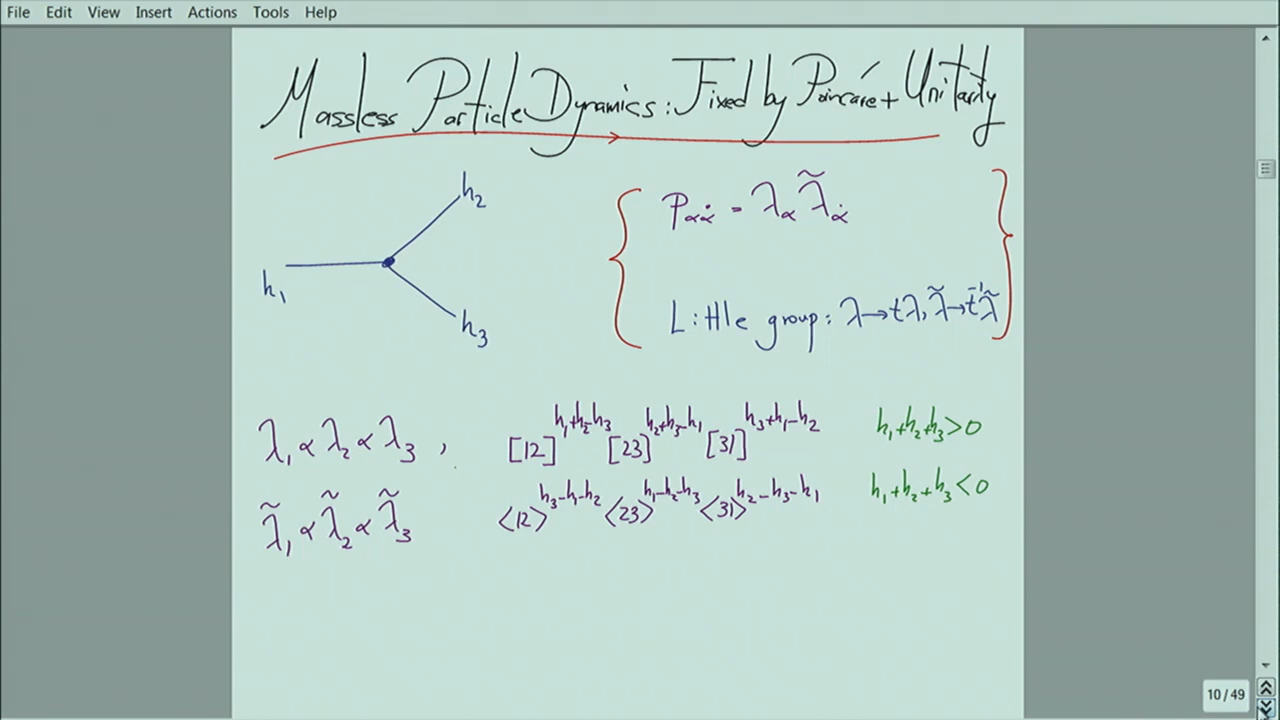 File Edit View Insert Actions Tools Help
Massless Particle Dynamics: Fixed by Poincaré + Unitarity
h₂
h₁
h₃
P_αα̇ = λ_α λ̃_α̇
Little group: λ→tλ, λ̃→t⁻¹λ̃
λ₁ ∝ λ₂ ∝ λ₃ , [12]^{h₁+h₂-h₃} [23]^{h₂+h₃-h₁} [31]^{h₃+h₁-h₂} h₁+h₂+h₃>0
λ̃₁ ∝ λ̃₂ ∝ λ̃₃ ⟨12⟩^{h₃-h₁-h₂} ⟨23⟩^{h₁-h₂-h₃} ⟨31⟩^{h₂-h₃-h₁} h₁+h₂+h₃<0
10 / 49